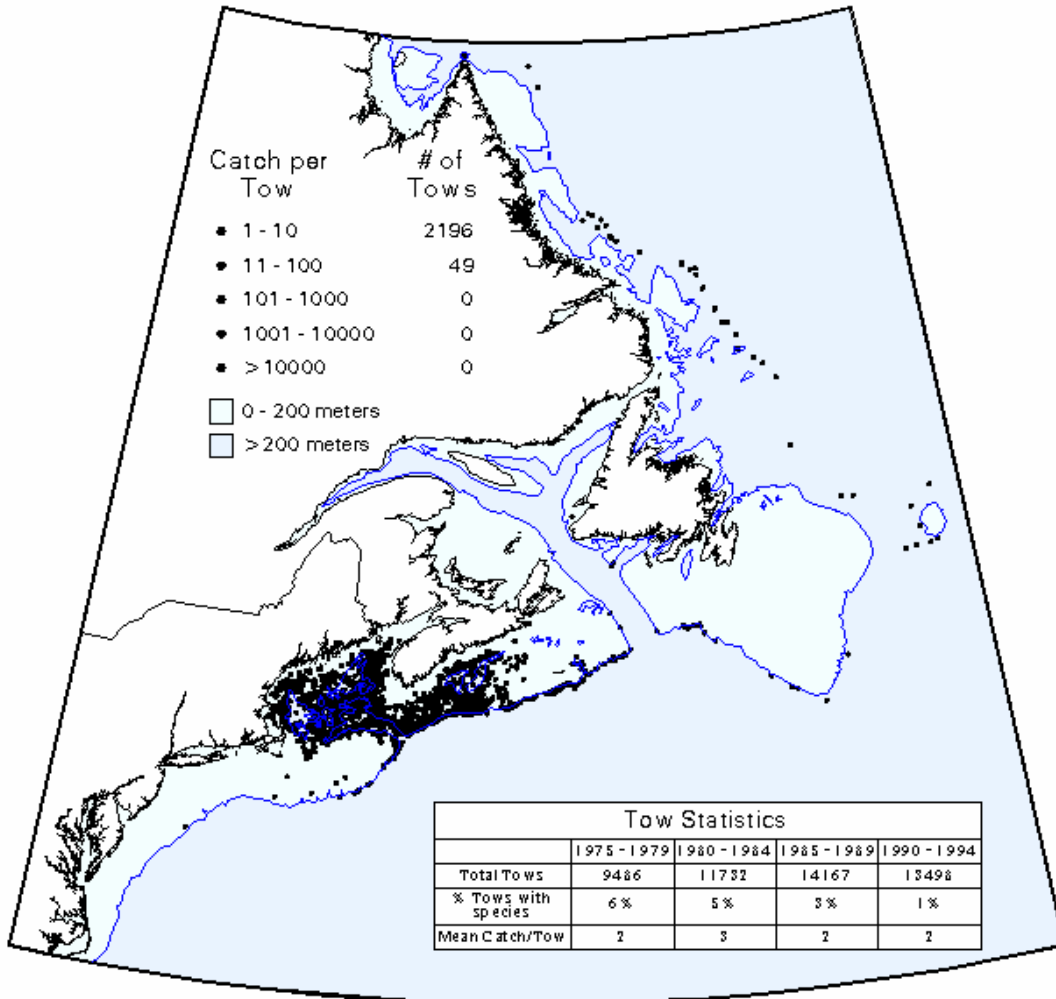 Catch per Tow # of Tows
1 - 10 2196
11 - 100 49
101 - 1000 0
1001 - 10000 0
> 10000 0
0 - 200 meters
> 200 meters
Tow Statistics
1975 - 1979 1980 - 1984 1985 - 1989 1990 - 1994
Total Tows 9486 11732 14167 13498
% Tows with species 6% 5% 3% 1%
Mean Catch/Tow 2 3 2 2